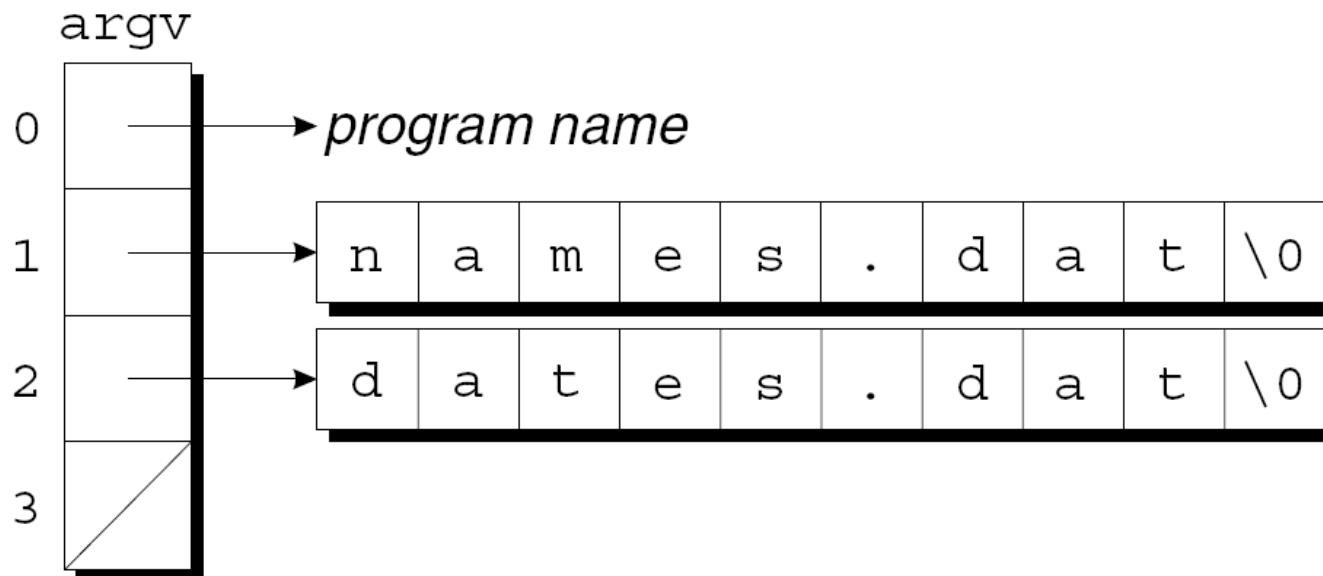 argv
0 program name
1 n a m e s . d a t \0
2 d a t e s . d a t \0
3